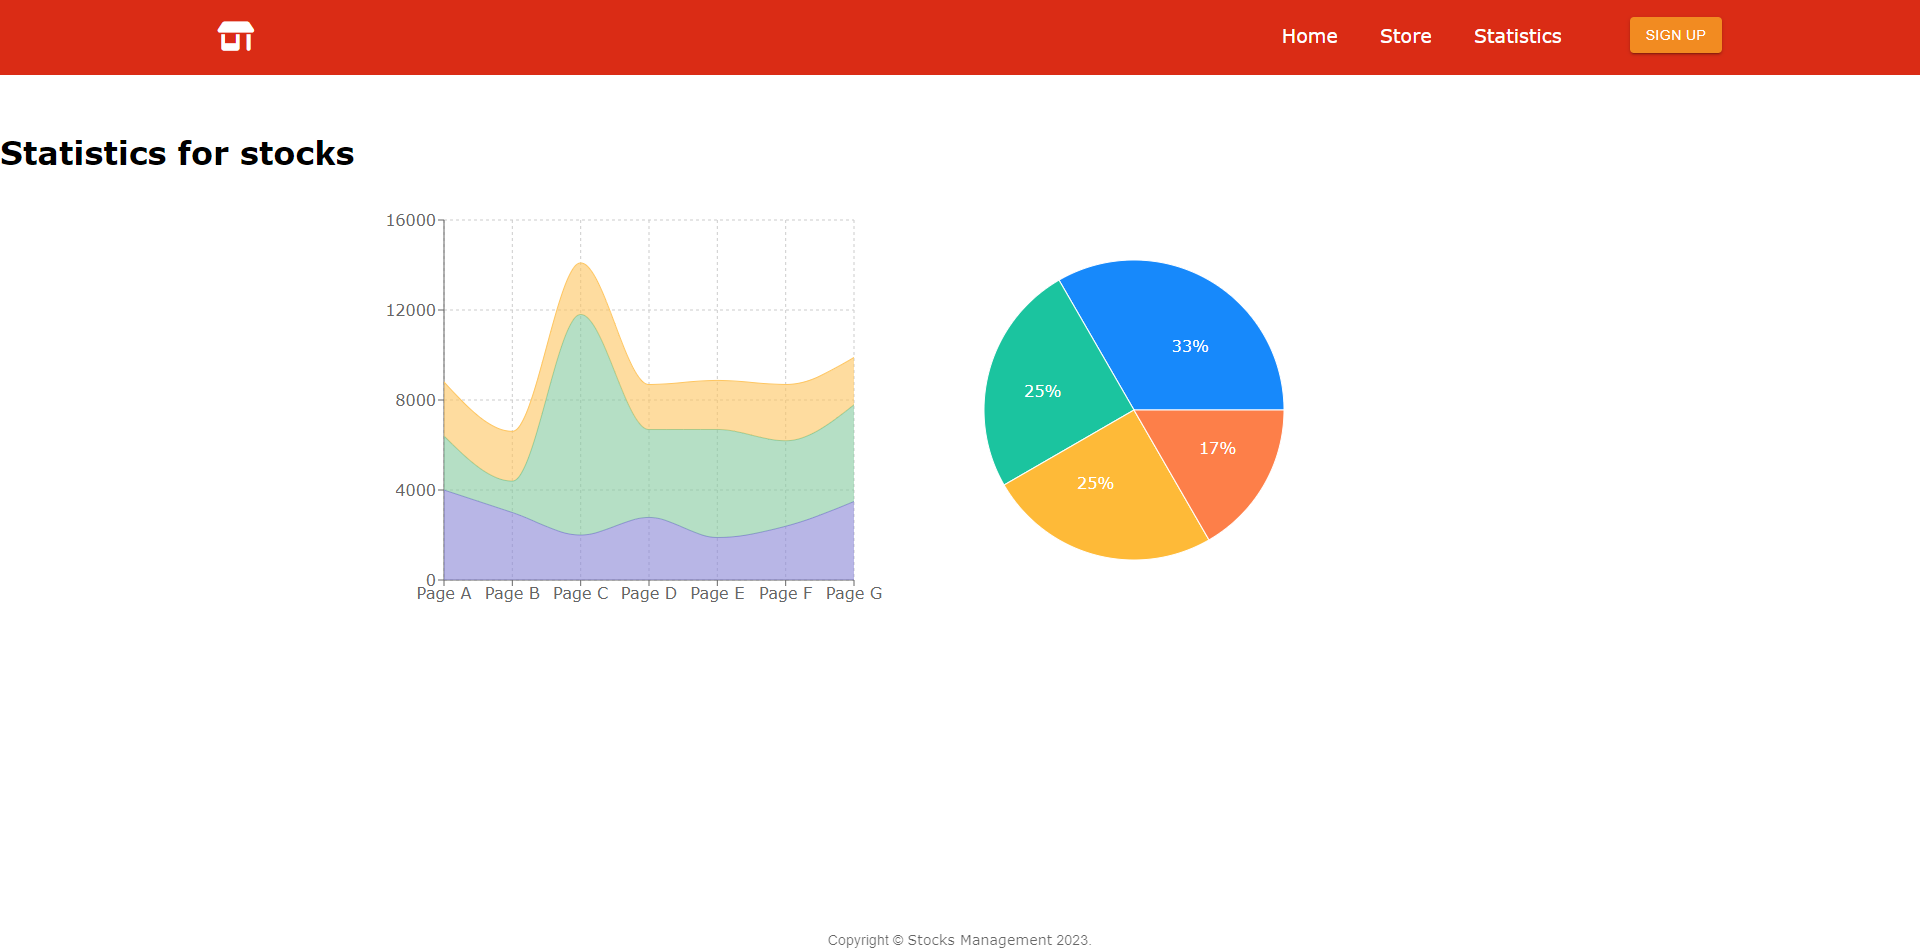 Home Store Statistics SIGN UP
Statistics for stocks
16000
12000
8000
4000
0
Page A Page B Page C Page D Page E Page F Page G
33%
25%
17%
25%
Copyright © Stocks Management 2023.